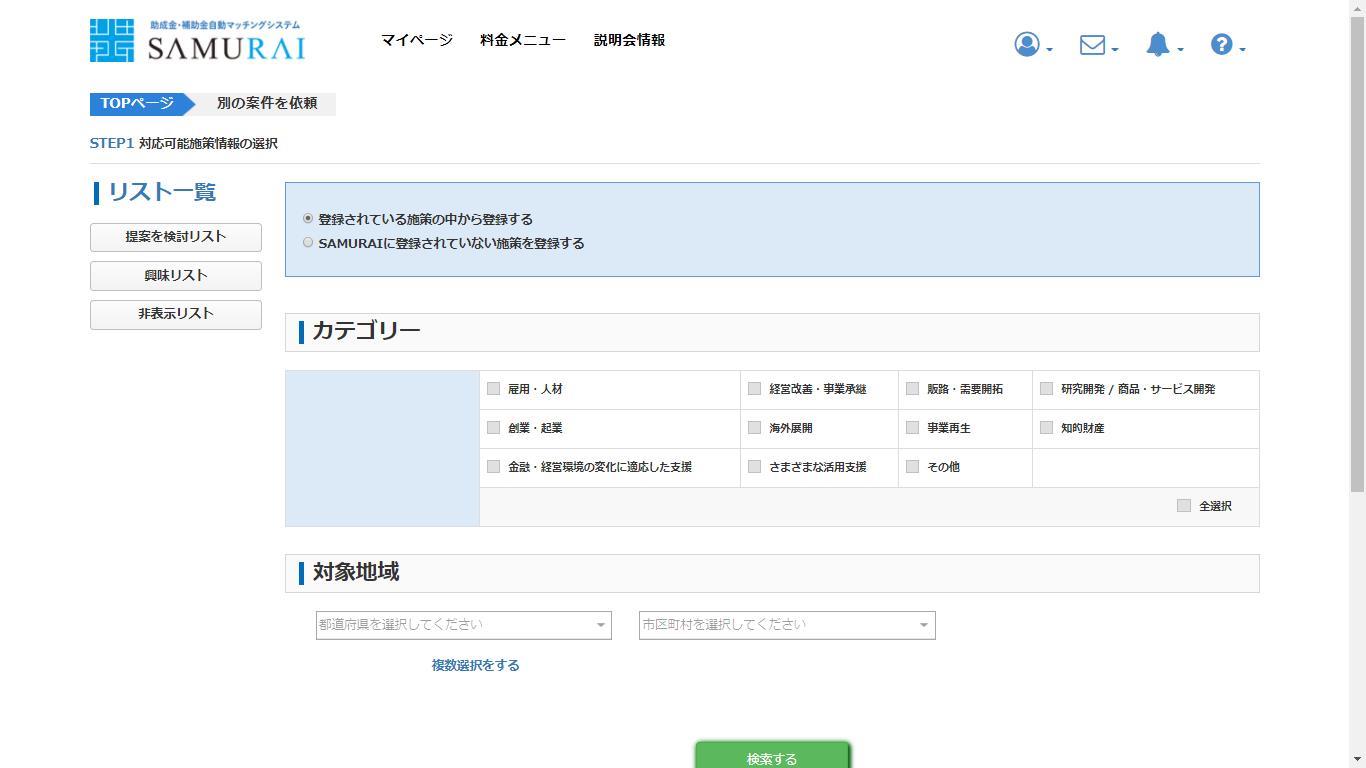 助成金・補助金自動マッチングシステム
SAMURAI
マイページ 料金メニュー 説明会情報
TOPページ 別の案件を依頼
STEP1 対応可能施策情報の選択
リスト一覧
提案を検討リスト
興味リスト
非表示リスト
登録されている施策の中から登録する
SAMURAIに登録されていない施策を登録する
カテゴリー
雇用・人材 経営改善・事業承継 販路・需要開拓 研究開発 / 商品・サービス開発
創業・起業 海外展開 事業再生 知的財産
金融・経営環境の変化に適応した支援 さまざまな活用支援 その他
全選択
対象地域
都道府県を選択してください 市区町村を選択してください
複数選択をする
検索する